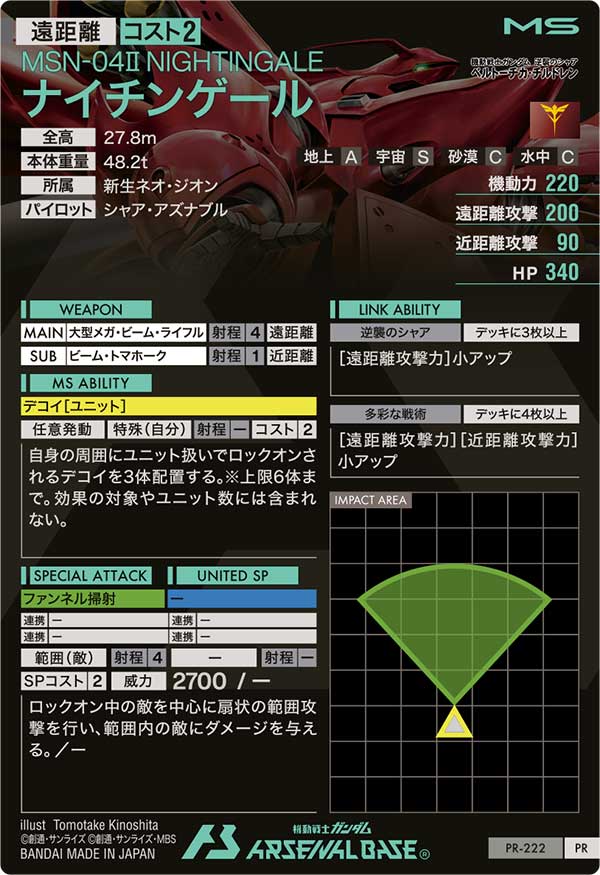 遠距離 コスト2
MS
MSN-04II NIGHTINGALE
ナイチンゲール
機動戦士ガンダム 逆襲のシャア
ベルトーチカ・チルドレン
全高 27.8m
本体重量 48.2t
所属 新生ネオ・ジオン
パイロット シャア・アズナブル
地上 A 宇宙 S 砂漠 C 水中 C
機動力 220
遠距離攻撃 200
近距離攻撃 90
HP 340
WEAPON
MAIN 大型メガ・ビーム・ライフル 射程 4 遠距離
SUB ビーム・トマホーク 射程 1 近距離
MS ABILITY
デコイ[ユニット]
任意発動 特殊(自分) 射程 ー コスト 2
自身の周囲にユニット扱いでロックオンさ
れるデコイを3体配置する。※上限6体ま
で。効果の対象やユニット数には含まれ
ない。
LINK ABILITY
逆襲のシャア デッキに3枚以上
[遠距離攻撃力]小アップ
多彩な戦術 デッキに4枚以上
[遠距離攻撃力][近距離攻撃力]
小アップ
SPECIAL ATTACK UNITED SP
ファンネル掃射 ー
連携 ー 連携 ー
連携 ー 連携 ー
範囲(敵) 射程 4 ー 射程 ー
SPコスト 2 威力 2700 / ー
ロックオン中の敵を中心に扇状の範囲攻
撃を行い、範囲内の敵にダメージを与え
る。/ー
IMPACT AREA
illust Tomotake Kinoshita
©創通・サンライズ ©創通・サンライズ・MBS
BANDAI MADE IN JAPAN
機動戦士ガンダム
AB ARSENAL BASE®
PR-222 PR